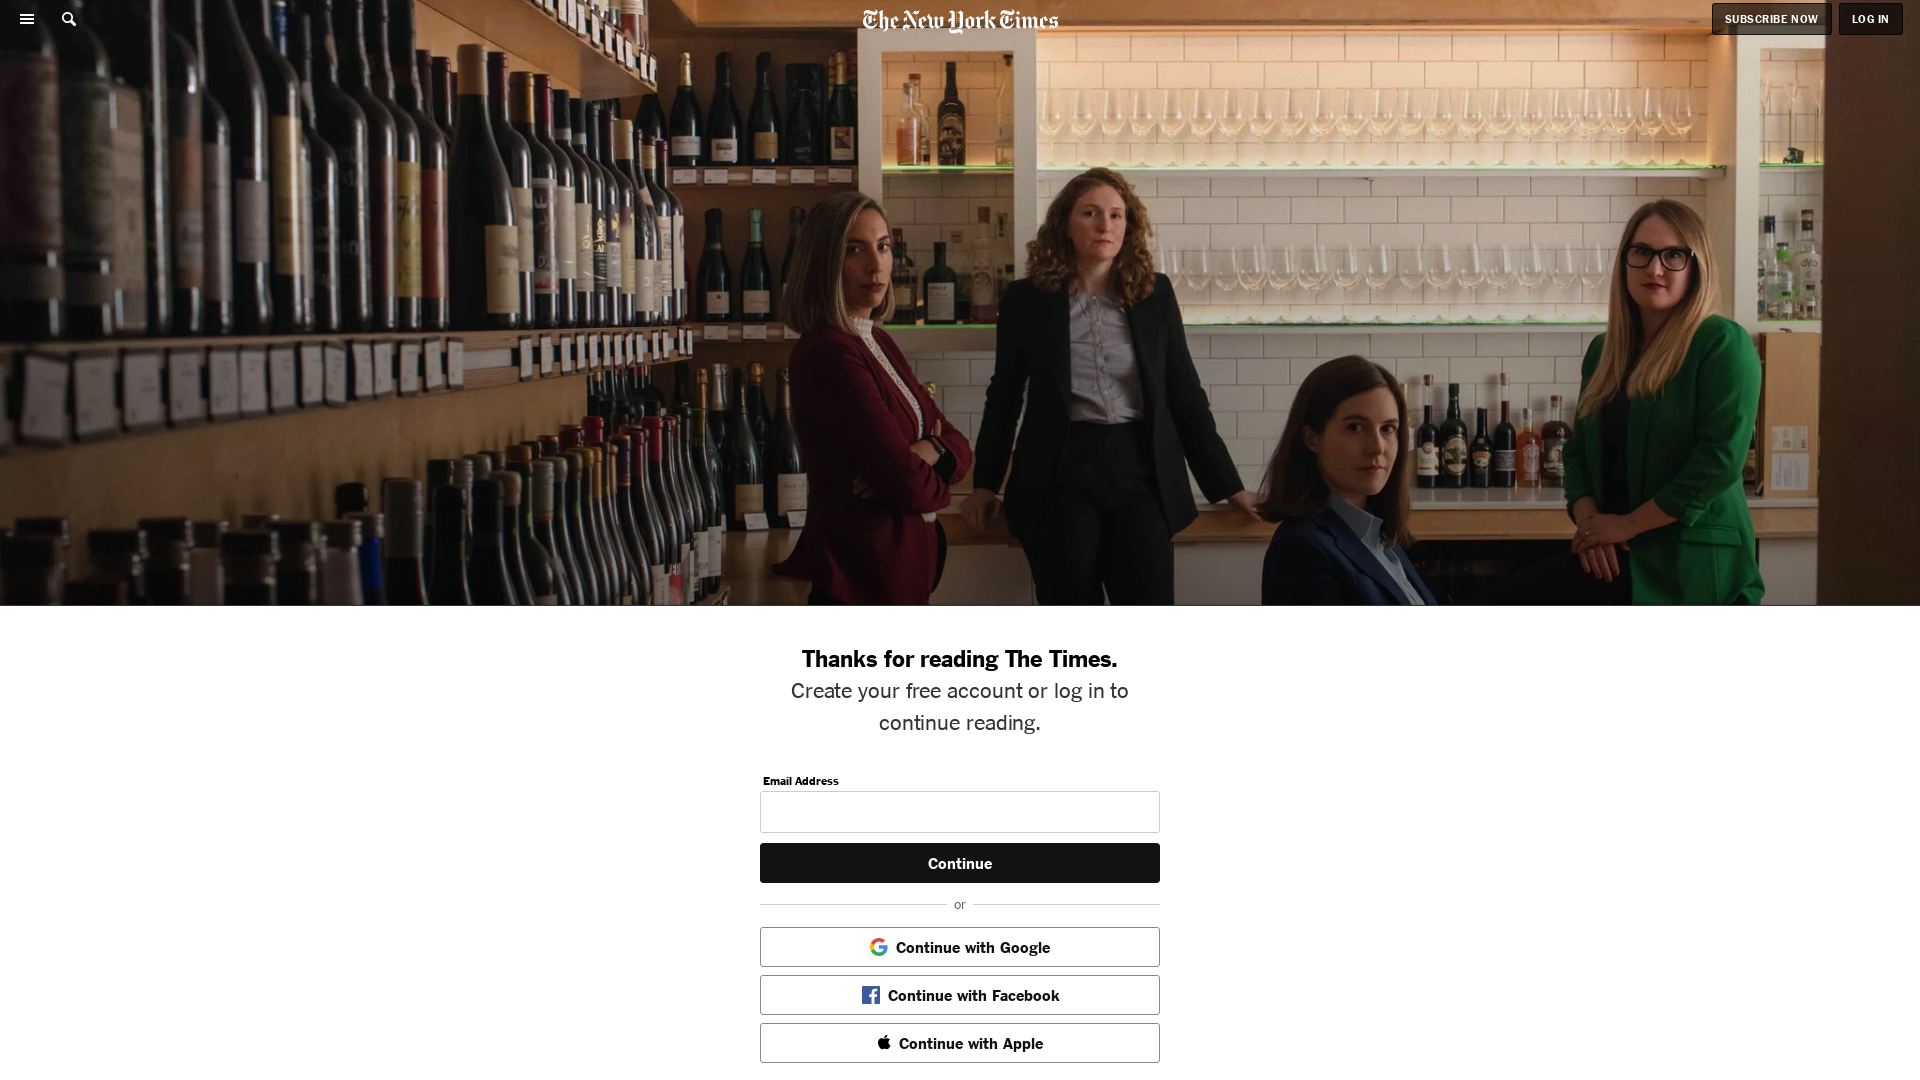 The New York Times
SUBSCRIBE NOW
LOG IN
Thanks for reading The Times.
Create your free account or log in to
continue reading.
Email Address
Continue
or
Continue with Google
Continue with Facebook
Continue with Apple